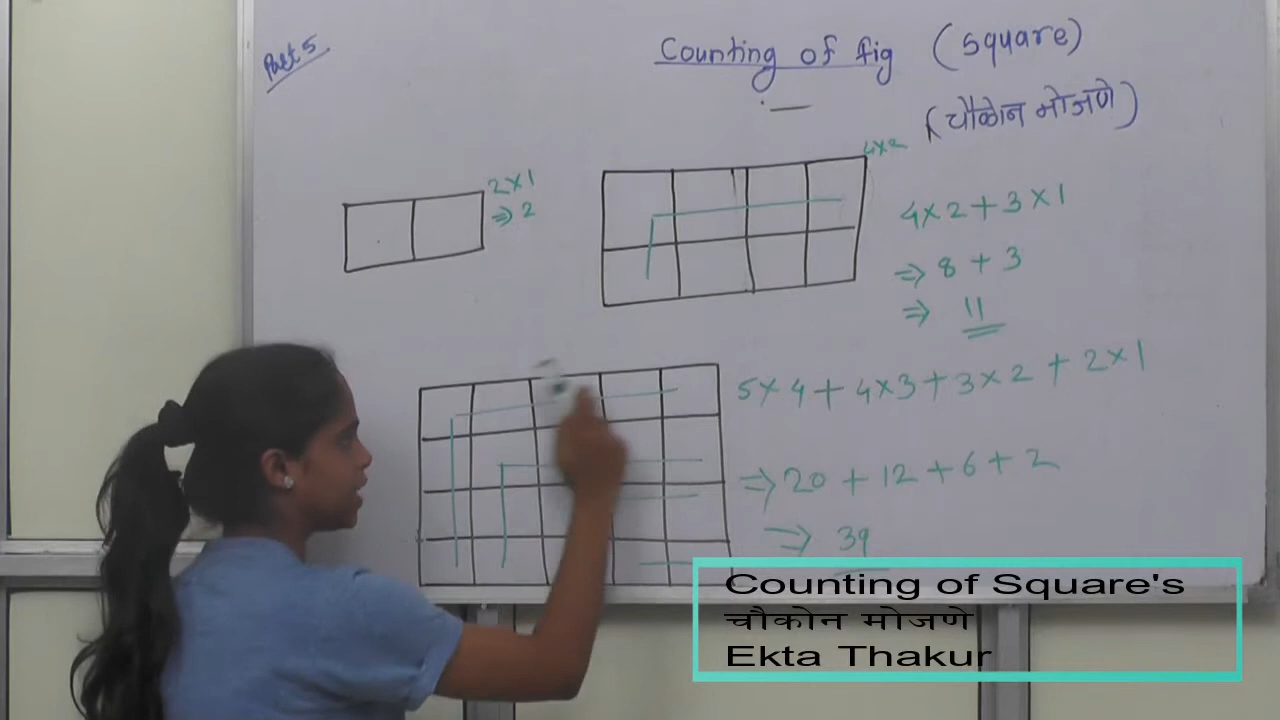 Part 5
Counting of fig (square)
(चौकोन मोजणे)
2x1
⇒ 2
4x2
4x2+3x1
⇒ 8 + 3
⇒ 11
5x4+4x3+3x2+2x1
⇒20+12+6+2
⇒ 39
Counting of Square's
चौकोन मोजणे
Ekta Thakur